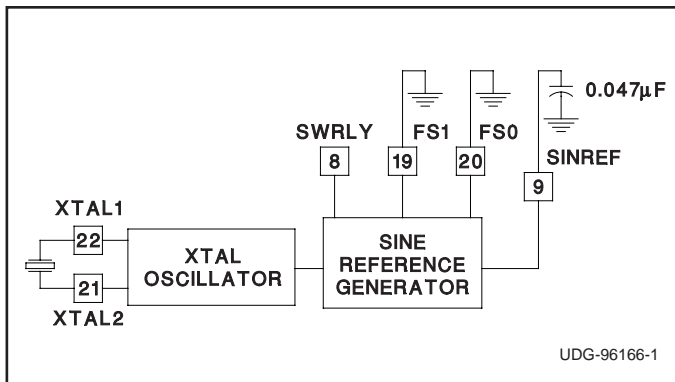 0.047µF
SWRLY FS1 FS0
SINREF
8 19 20
9
XTAL1
22
XTAL
OSCILLATOR
SINE
REFERENCE
GENERATOR
21
XTAL2
UDG-96166-1